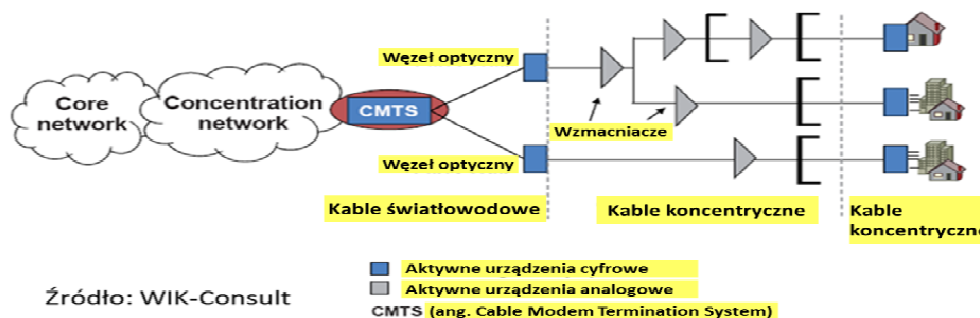 Węzeł optyczny
Core
network
Concentration
network
CMTS
Wzmacniacze
Węzeł optyczny
Kable światłowodowe
Kable koncentryczne
Kable
koncentryczne
Aktywne urządzenia cyfrowe
Aktywne urządzenia analogowe
CMTS (ang. Cable Modem Termination System)
Źródło: WIK-Consult